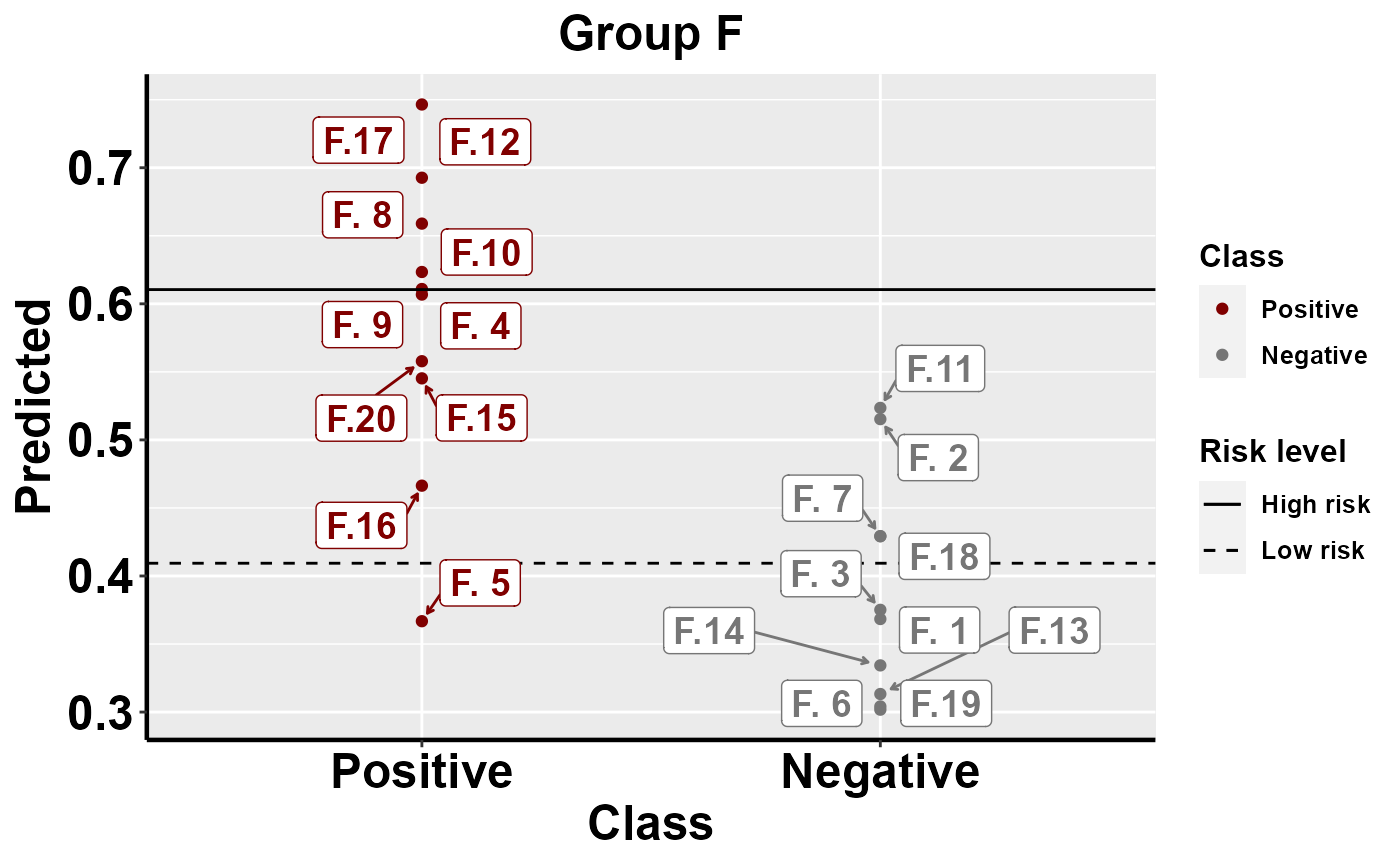 Group F
Predicted
0.7
0.6
0.5
0.4
0.3
F.17
F.12
F. 8
F.10
F. 9
F. 4
F.20
F.15
F.16
F. 5
F.11
F. 2
F. 7
F.18
F. 3
F.14
F. 1
F.13
F. 6
F.19
Positive
Negative
Class
Class
Positive
Negative
Risk level
High risk
Low risk